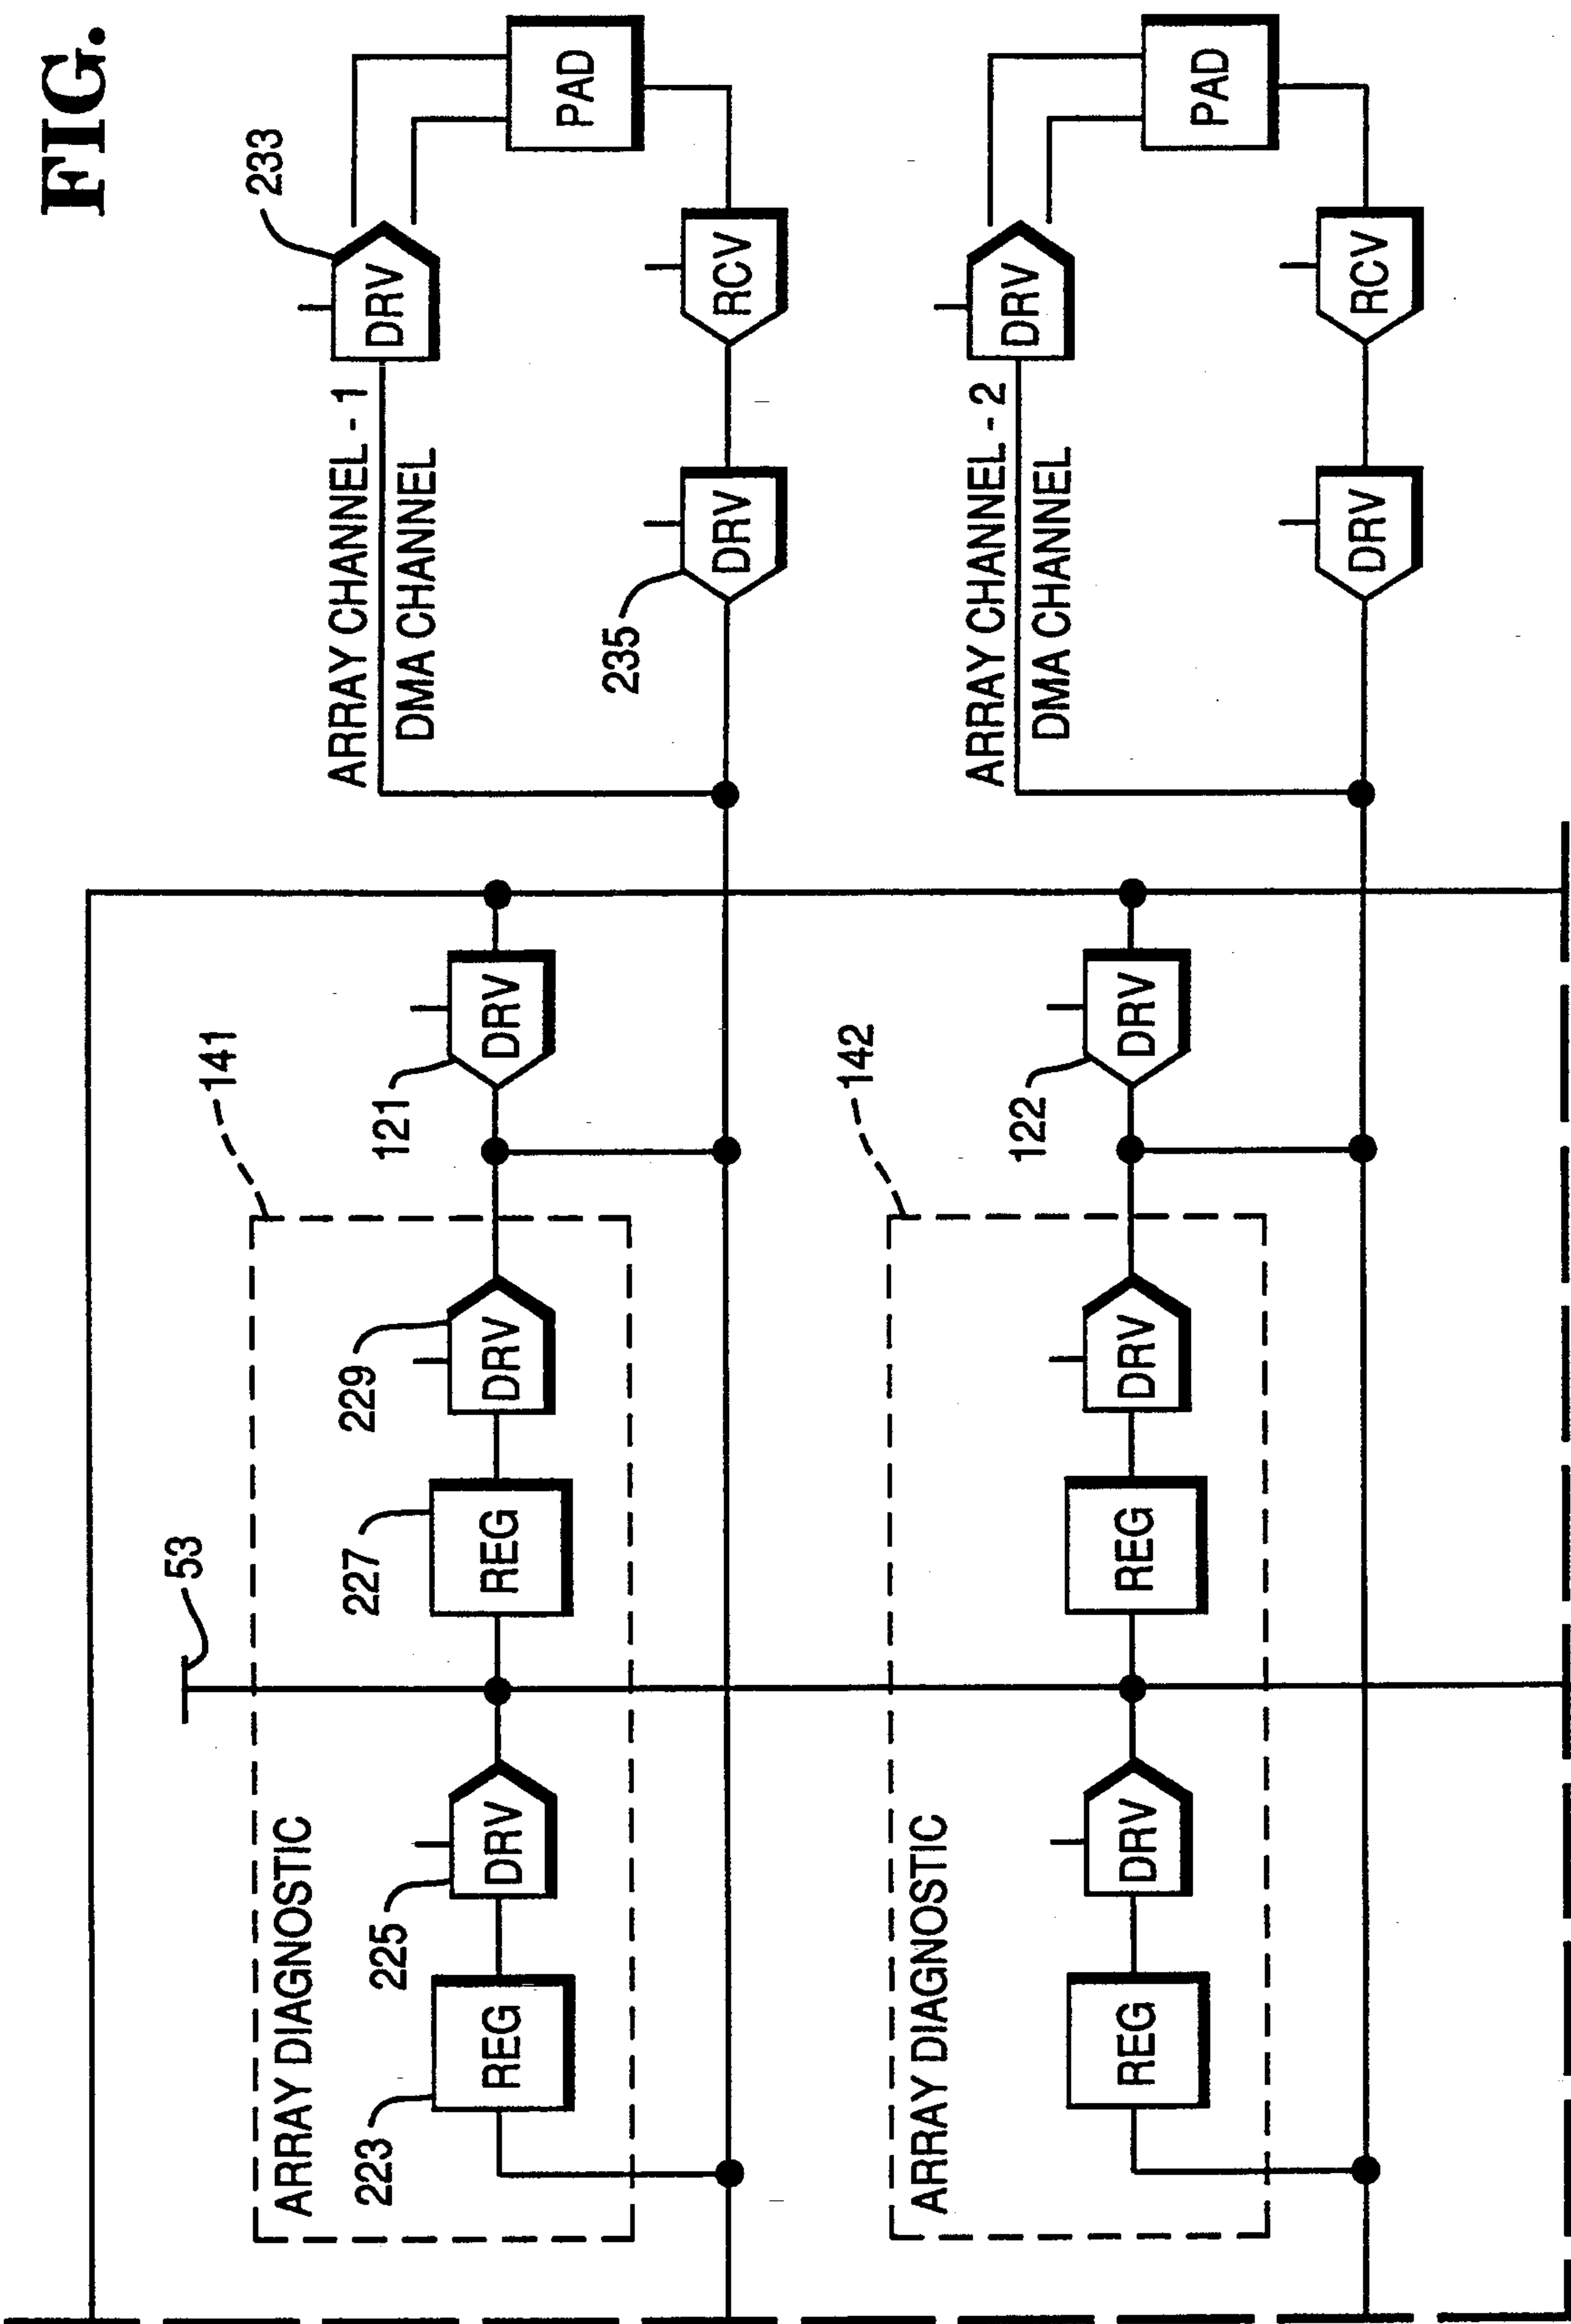 FIG.
233
DRV
PAD
ARRAY CHANNEL - 1
DMA CHANNEL
RCV
DRV
235
141
121
DRV
53
ARRAY DIAGNOSTIC
223
REG
225
DRV
227
REG
229
DRV
DRV
PAD
ARRAY CHANNEL - 2
DMA CHANNEL
RCV
DRV
142
122
DRV
ARRAY DIAGNOSTIC
REG
DRV
REG
DRV